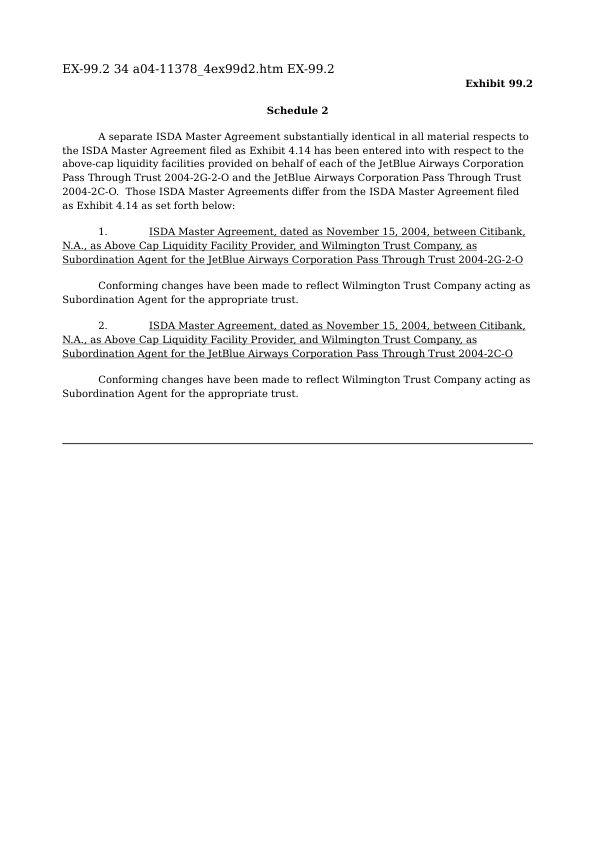 EX-99.2 34 a04-11378_4ex99d2.htm EX-99.2
Exhibit 99.2
Schedule 2
A separate ISDA Master Agreement substantially identical in all material respects to
the ISDA Master Agreement filed as Exhibit 4.14 has been entered into with respect to the
above-cap liquidity facilities provided on behalf of each of the JetBlue Airways Corporation
Pass Through Trust 2004-2G-2-O and the JetBlue Airways Corporation Pass Through Trust
2004-2C-O.  Those ISDA Master Agreements differ from the ISDA Master Agreement filed
as Exhibit 4.14 as set forth below:
1. ISDA Master Agreement, dated as November 15, 2004, between Citibank,
N.A., as Above Cap Liquidity Facility Provider, and Wilmington Trust Company, as
Subordination Agent for the JetBlue Airways Corporation Pass Through Trust 2004-2G-2-O
Conforming changes have been made to reflect Wilmington Trust Company acting as
Subordination Agent for the appropriate trust.
2. ISDA Master Agreement, dated as November 15, 2004, between Citibank,
N.A., as Above Cap Liquidity Facility Provider, and Wilmington Trust Company, as
Subordination Agent for the JetBlue Airways Corporation Pass Through Trust 2004-2C-O
Conforming changes have been made to reflect Wilmington Trust Company acting as
Subordination Agent for the appropriate trust.